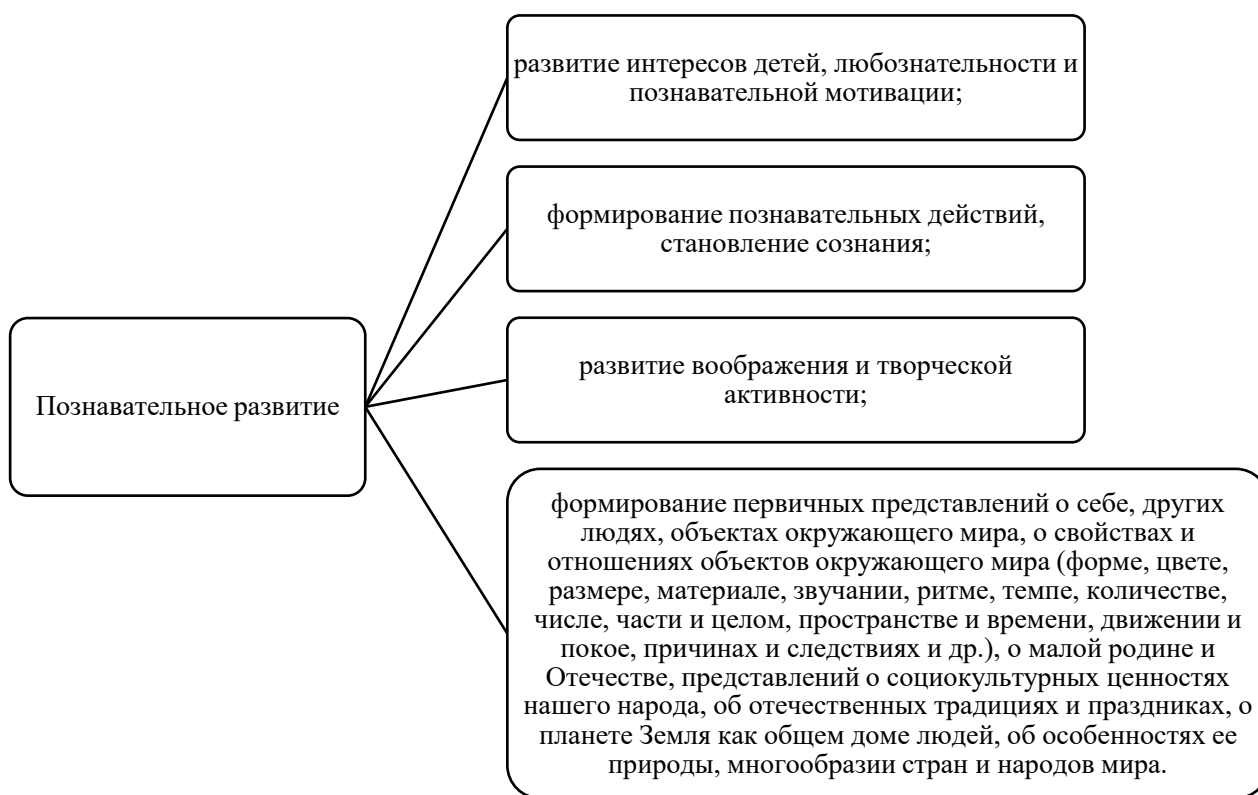 развитие интересов детей, любознательности и
познавательной мотивации;
формирование познавательных действий,
становление сознания;
Познавательное развитие
развитие воображения и творческой
активности;
формирование первичных представлений о себе, других
людях, объектах окружающего мира, о свойствах и
отношениях объектов окружающего мира (форме, цвете,
размере, материале, звучании, ритме, темпе, количестве,
числе, части и целом, пространстве и времени, движении и
покое, причинах и следствиях и др.), о малой родине и
Отечестве, представлений о социокультурных ценностях
нашего народа, об отечественных традициях и праздниках, о
планете Земля как общем доме людей, об особенностях ее
природы, многообразии стран и народов мира.